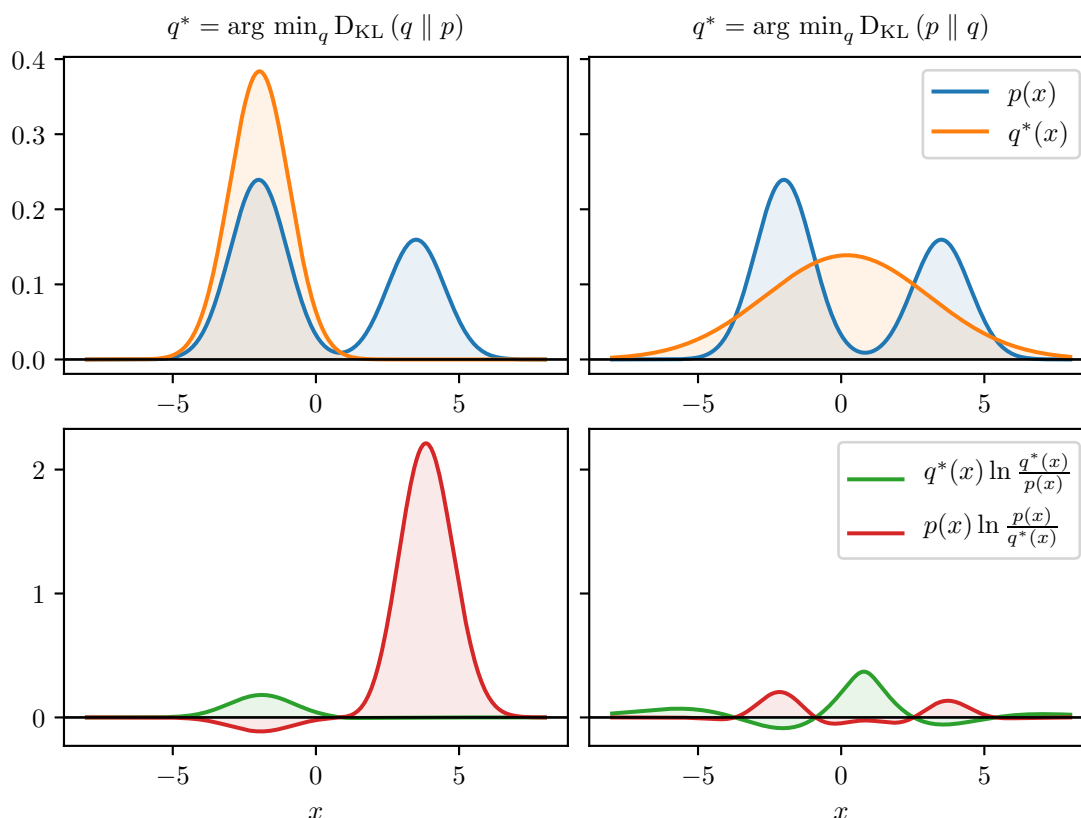 q* = arg min_q D_KL (q ∥ p)
q* = arg min_q D_KL (p ∥ q)
0.4
0.3
0.2
0.1
0.0
p(x)
q*(x)
−5 0 5
−5 0 5
2
1
0
q*(x) ln q*(x)/p(x)
p(x) ln p(x)/q*(x)
−5 0 5
−5 0 5
x
x